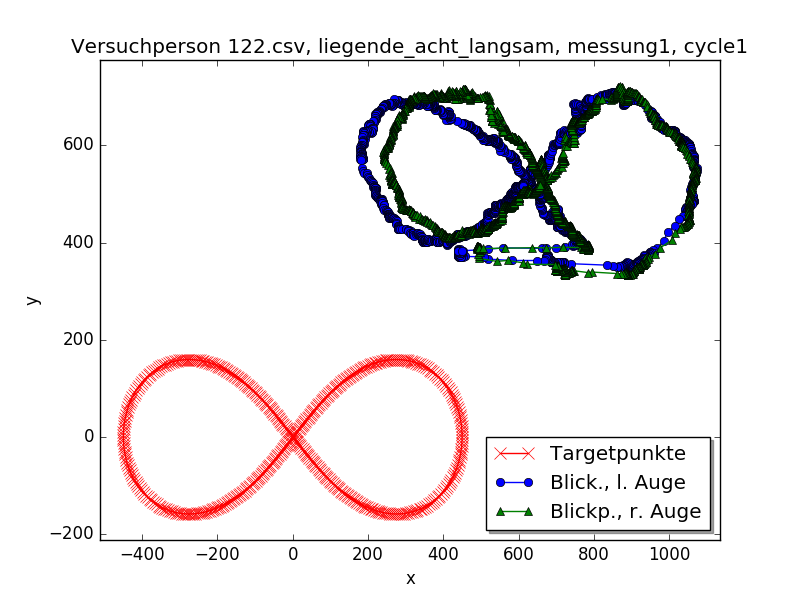 Versuchperson 122.csv, liegende_acht_langsam, messung1, cycle1
y
600
400
200
0
−200
−400
−200
0
200
400
600
800
1000
x
Targetpunkte
Blick., l. Auge
Blickp., r. Auge